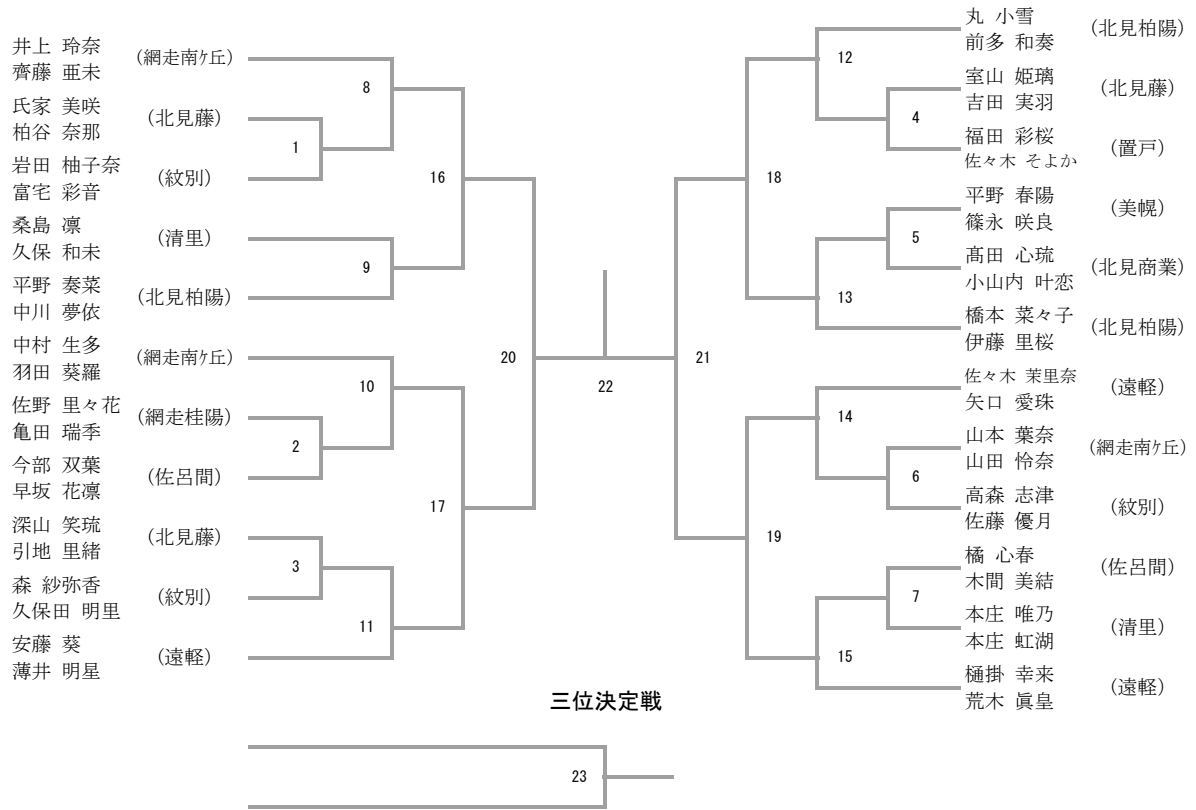 井上 玲奈
齊藤 亜未
(網走南ケ丘)
氏家 美咲
柏谷 奈那
(北見藤)
岩田 柚子奈
富宅 彩音
(紋別)
桑島 凛
久保 和未
(清里)
平野 奏菜
中川 夢依
(北見柏陽)
中村 生多
羽田 葵羅
(網走南ケ丘)
佐野 里々花
亀田 瑞季
(網走桂陽)
今部 双葉
早坂 花凛
(佐呂間)
深山 笑琉
引地 里緒
(北見藤)
森 紗弥香
久保田 明里
(紋別)
安藤 葵
薄井 明星
(遠軽)
8
1
16
9
20
10
2
17
3
11
22
丸 小雪
前多 和奏
(北見柏陽)
室山 姫璃
吉田 実羽
(北見藤)
福田 彩桜
佐々木 そよか
(置戸)
平野 春陽
篠永 咲良
(美幌)
髙田 心琉
小山内 叶恋
(北見商業)
橋本 菜々子
伊藤 里桜
(北見柏陽)
佐々木 茉里奈
矢口 愛珠
(遠軽)
山本 葉奈
山田 怜奈
(網走南ケ丘)
高森 志津
佐藤 優月
(紋別)
橘 心春
木間 美結
(佐呂間)
本庄 唯乃
本庄 虹湖
(清里)
樋掛 幸来
荒木 眞皇
(遠軽)
12
4
18
5
13
21
14
6
19
7
15
三位決定戦
23